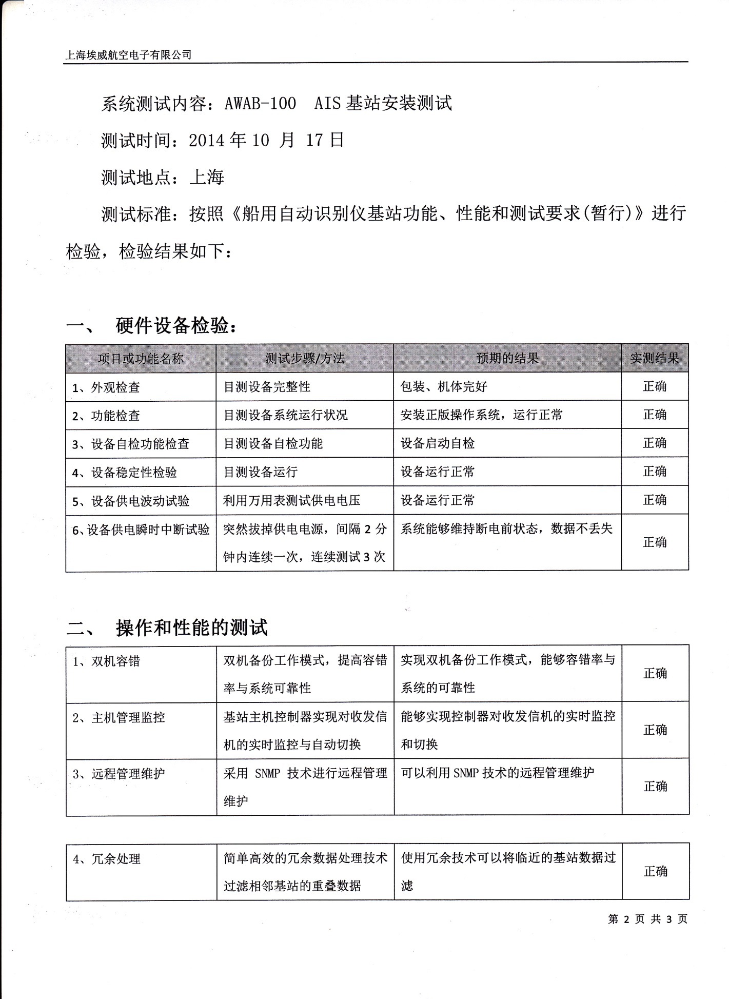 上海埃威航空电子有限公司
系统测试内容：AWAB-100 AIS基站安装测试
测试时间：2014年10 月 17日
测试地点：上海
测试标准：按照《船用自动识别仪基站功能、性能和测试要求(暂行)》进行
检验，检验结果如下：
一、 硬件设备检验：
项目或功能名称 测试步骤/方法 预期的结果 实测结果
1、外观检查 目测设备完整性 包装、机体完好 正确
2、功能检查 目测设备系统运行状况 安装正版操作系统，运行正常 正确
3、设备自检功能检查 目测设备自检功能 设备启动自检 正确
4、设备稳定性检验 目测设备运行 设备运行正常 正确
5、设备供电波动试验 利用万用表测试供电电压 设备运行正常 正确
6、设备供电瞬时中断试验 突然拔掉供电电源，间隔2分 系统能够维持断电前状态，数据不丢失
钟内连续一次，连续测试3次
正确
二、 操作和性能的测试
1、双机容错 双机备份工作模式，提高容错 实现双机备份工作模式，能够容错率与
率与系统可靠性 系统的可靠性
正确
2、主机管理监控 基站主机控制器实现对收发信 能够实现控制器对收发信机的实时监控
机的实时监控与自动切换 和切换
正确
3、远程管理维护 采用 SNMP 技术进行远程管理 可以利用SNMP技术的远程管理维护
维护
正确
4、冗余处理 简单高效的冗余数据处理技术 使用冗余技术可以将临近的基站数据过
过滤相邻基站的重叠数据 滤
正确
第 2 页 共 3 页